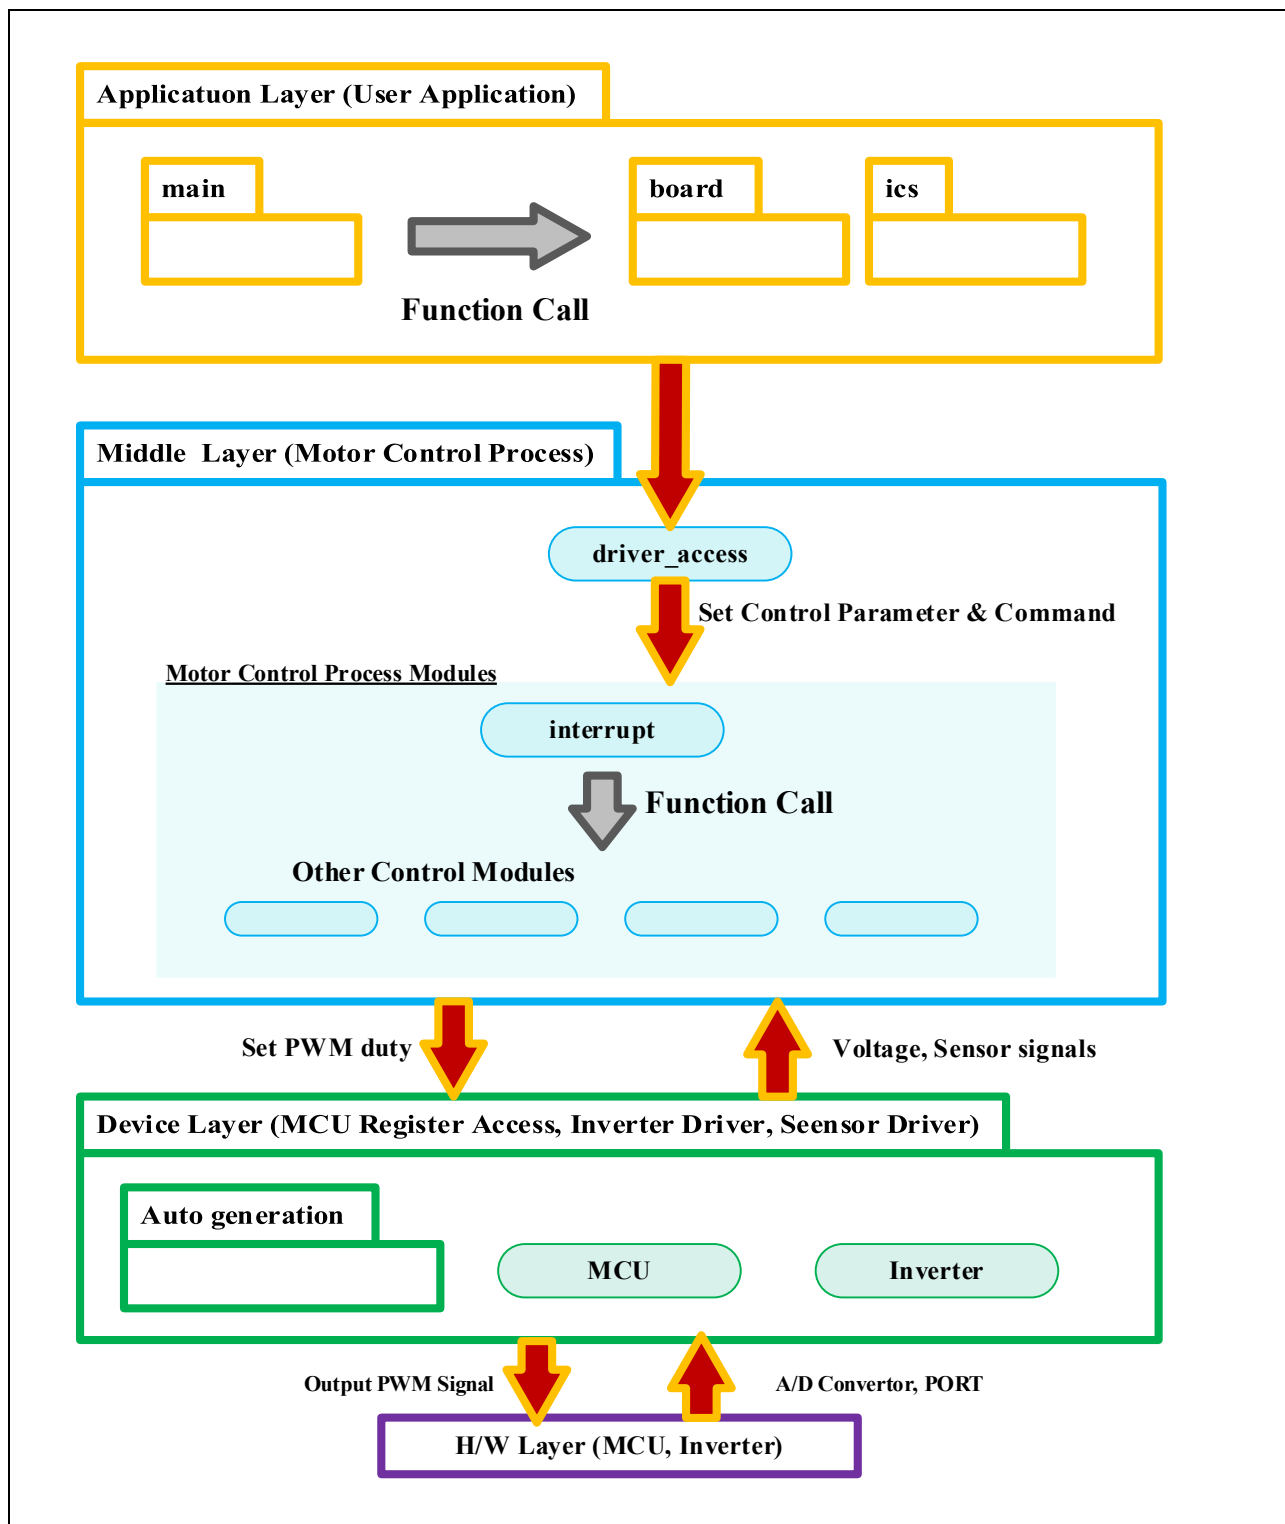 Applicatuon Layer (User Application)
main
board
ics
Function Call
Middle  Layer (Motor Control Process)
driver_access
Set Control Parameter & Command
Motor Control Process Modules
interrupt
Function Call
Other Control Modules
Set PWM duty
Voltage, Sensor signals
Device Layer (MCU Register Access, Inverter Driver, Seensor Driver)
Auto generation
MCU
Inverter
Output PWM Signal
A/D Convertor, PORT
H/W Layer (MCU, Inverter)